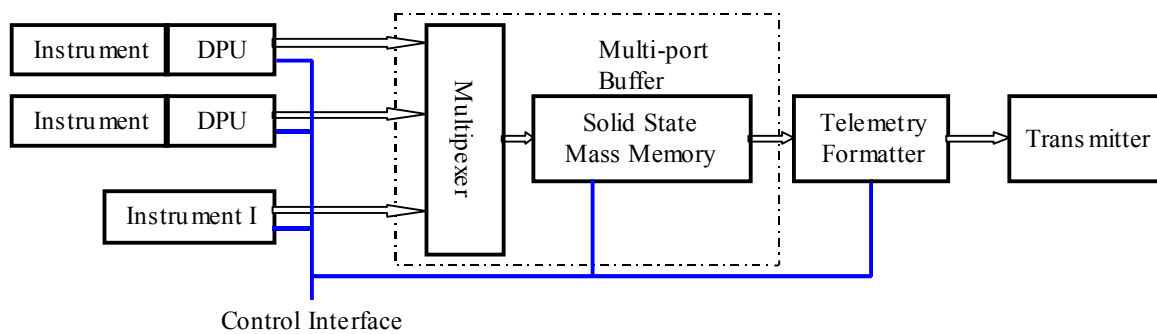 Instrument
DPU
Instrument
DPU
Instrument I
Multipexer
Multi-port
Buffer
Solid State
Mass Memory
Telemetry
Formatter
Transmitter
Control Interface